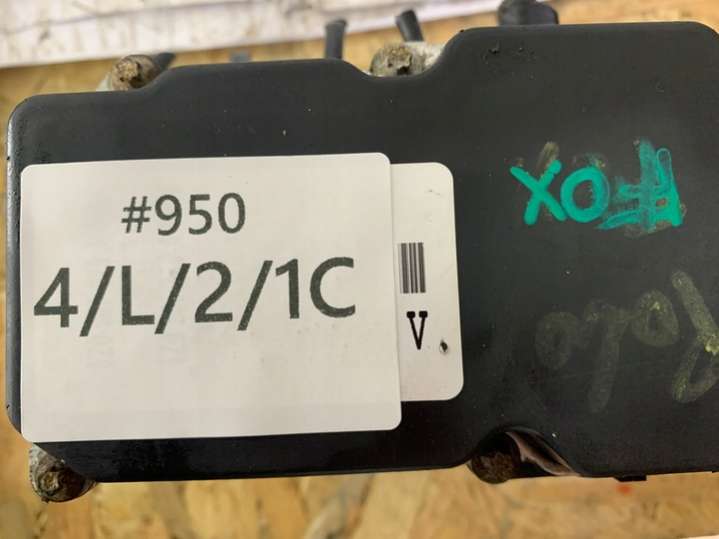 #950
4/L/2/1C
V
FOX
Polo